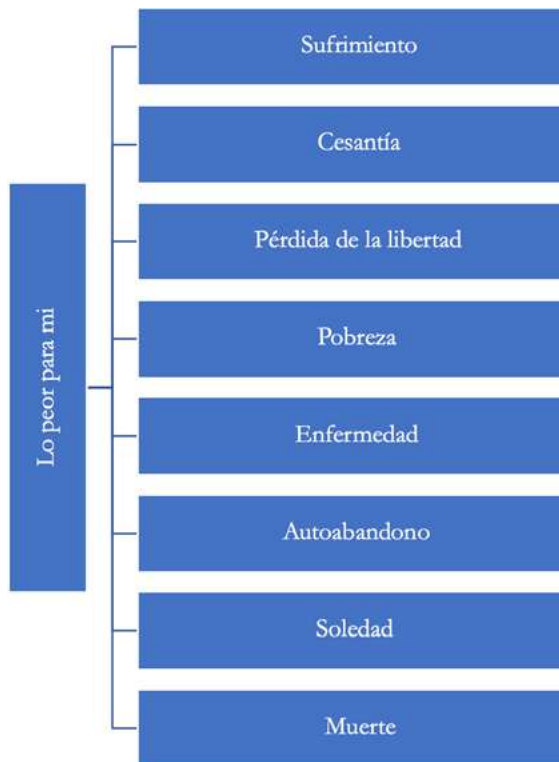 Lo peor para mi
Sufrimiento
Cesantía
Pérdida de la libertad
Pobreza
Enfermedad
Autoabandono
Soledad
Muerte